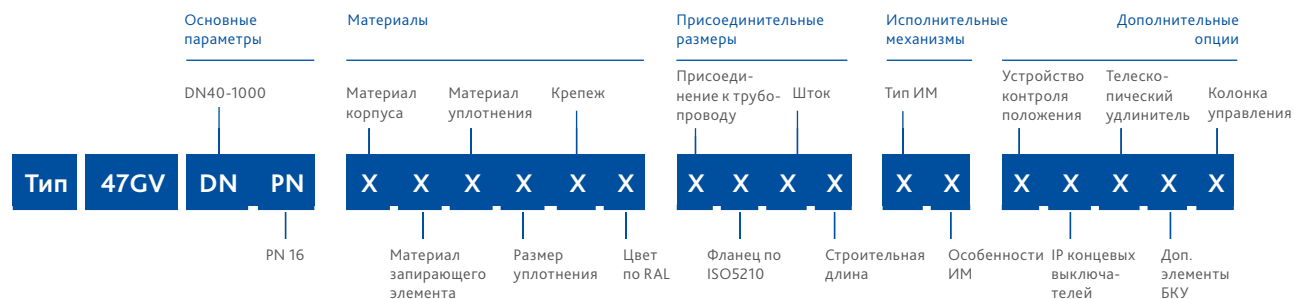 Основные
параметры
Материалы
Присоединительные
размеры
Исполнительные
механизмы
Дополнительные
опции
DN40-1000
Материал
корпуса
Материал
уплотнения
Крепеж
Присоеди-
нение к трубо-
проводу
Шток
Тип ИМ
Устройство
контроля
положения
Телеско-
пический
удлинитель
Колонка
управления
Тип 47GV DN PN X X X X X X X X X X X X X X X X X
PN 16
Материал
запирающего
элемента
Размер
уплотнения
Цвет
по RAL
Фланец по
ISO5210
Строительная
длина
Особенности
ИМ
IP концевых
выключа-
телей
Доп.
элементы
БКУ